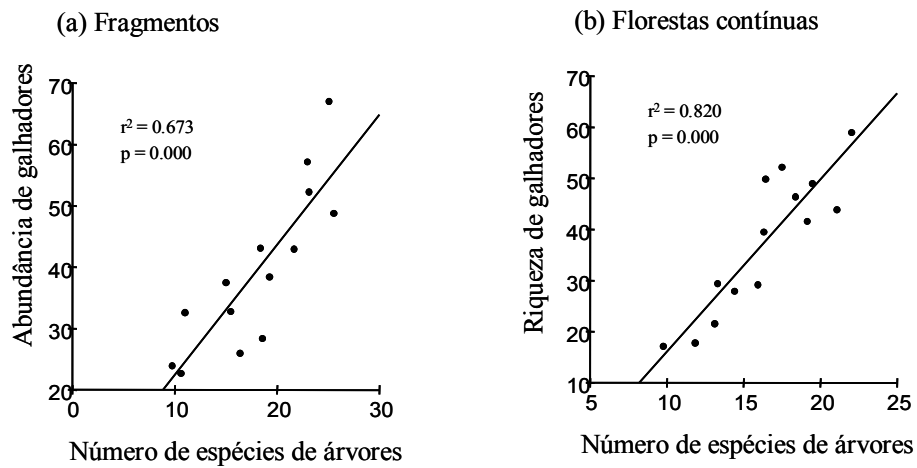 (a) Fragmentos
Abundância de galhadores
70
60
50
40
30
20
r² = 0.673
p = 0.000
0
10
20
30
Número de espécies de árvores
(b) Florestas contínuas
Riqueza de galhadores
70
60
50
40
30
20
10
r² = 0.820
p = 0.000
5
10
15
20
25
Número de espécies de árvores